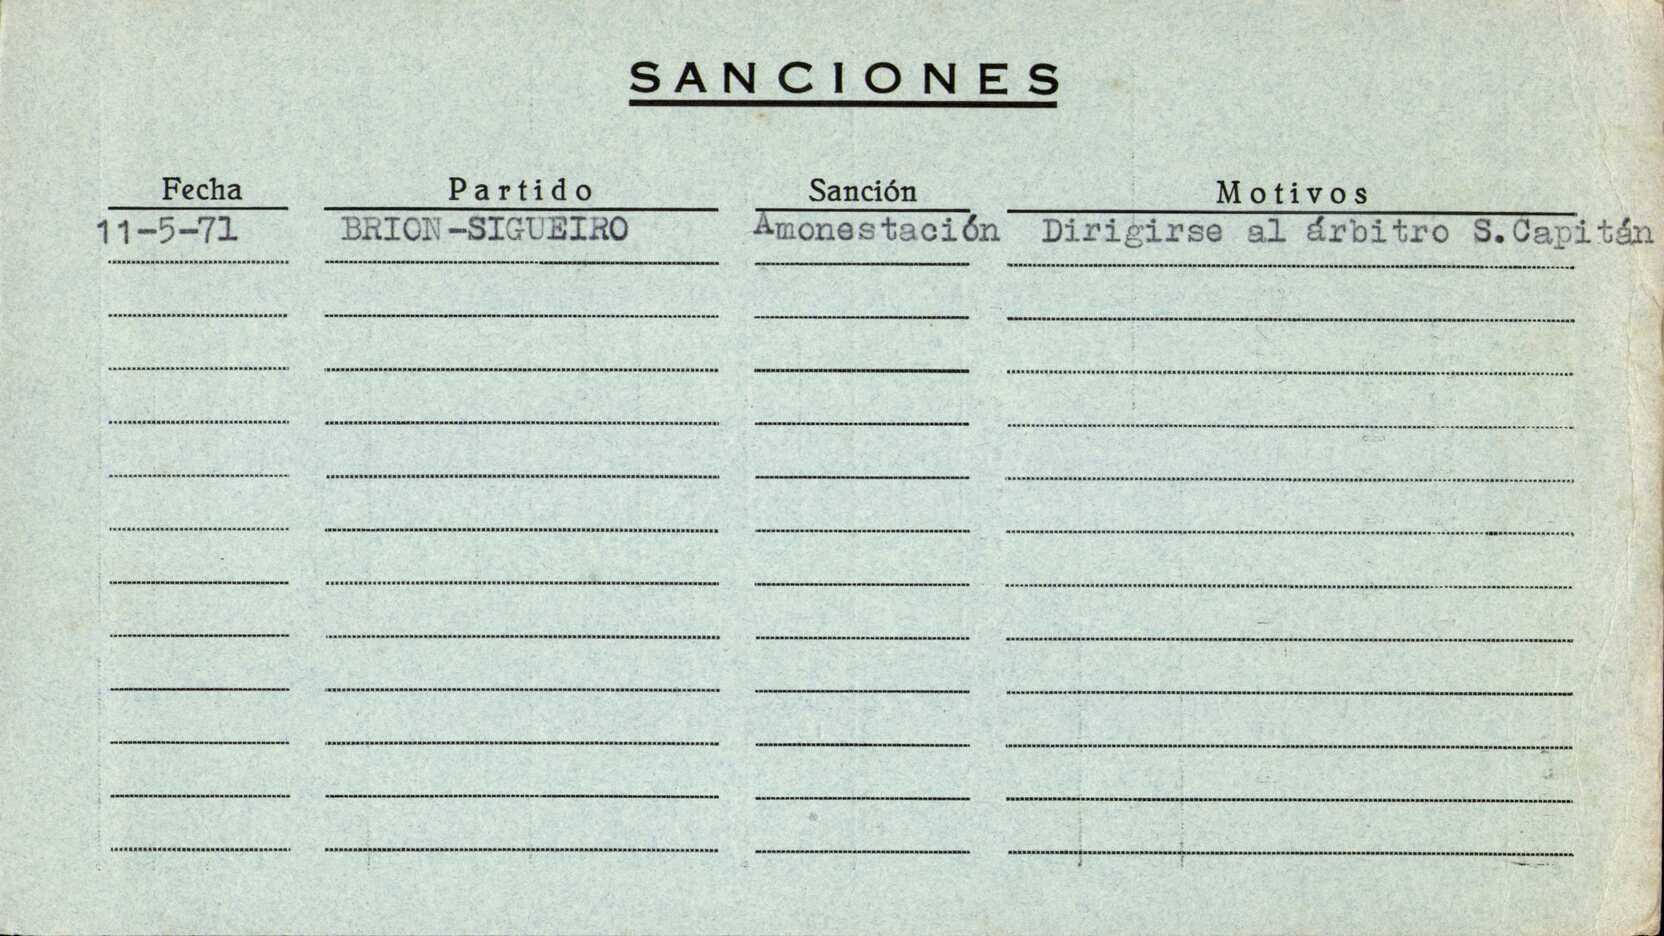 SANCIONES
Fecha Partido Sanción Motivos
11-5-71 BRION-SIGUEIRO Amonestación Dirigirse al árbitro S.Capitán